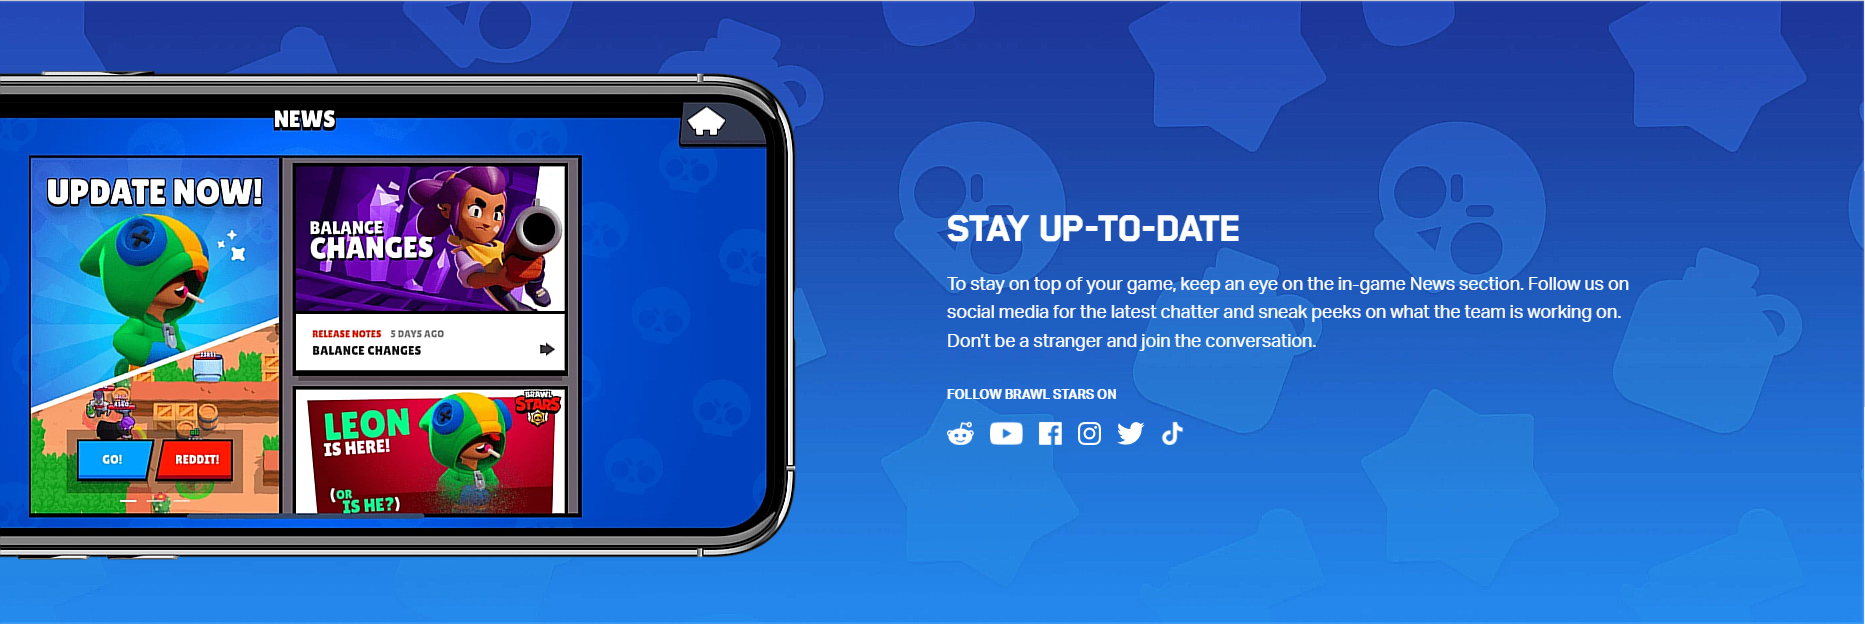 NEWS
UPDATE NOW!
GO!
REDDIT!
BALANCE
CHANGES
RELEASE NOTES 5 DAYS AGO
BALANCE CHANGES
BRAWL
STARS
LEON
IS HERE!
(OR
IS HE?)
STAY UP-TO-DATE
To stay on top of your game, keep an eye on the in-game News section. Follow us on
social media for the latest chatter and sneak peeks on what the team is working on.
Don't be a stranger and join the conversation.
FOLLOW BRAWL STARS ON